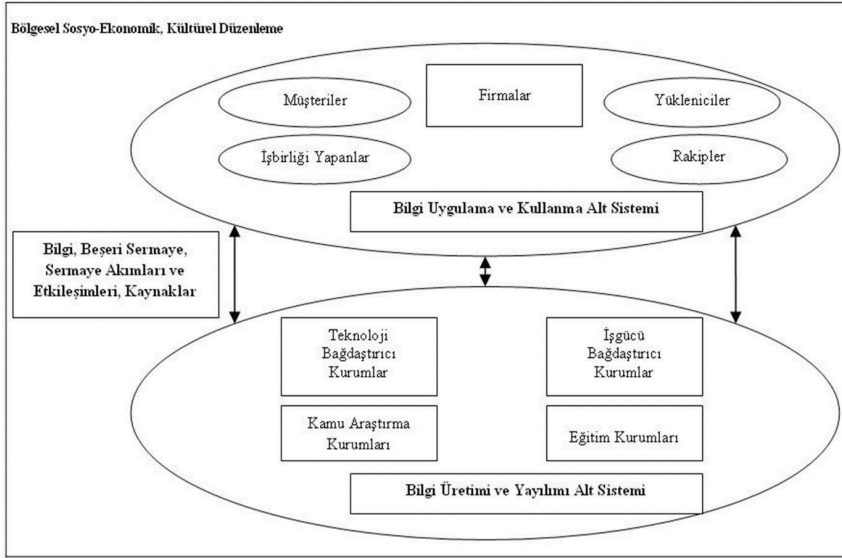 Bölgesel Sosyo-Ekonomik, Kültürel Düzenleme
Müşteriler
Firmalar
Yükleniciler
İşbirliği Yapanlar
Rakipler
Bilgi Uygulama ve Kullanma Alt Sistemi
Bilgi, Beşeri Sermaye,
Sermaye Akımları ve
Etkileşimleri, Kaynaklar
Teknoloji
Bağdaştırıcı
Kurumlar
İşgücü
Bağdaştırıcı
Kurumlar
Kamu Araştırma
Kurumları
Eğitim Kurumları
Bilgi Üretimi ve Yayılımı Alt Sistemi